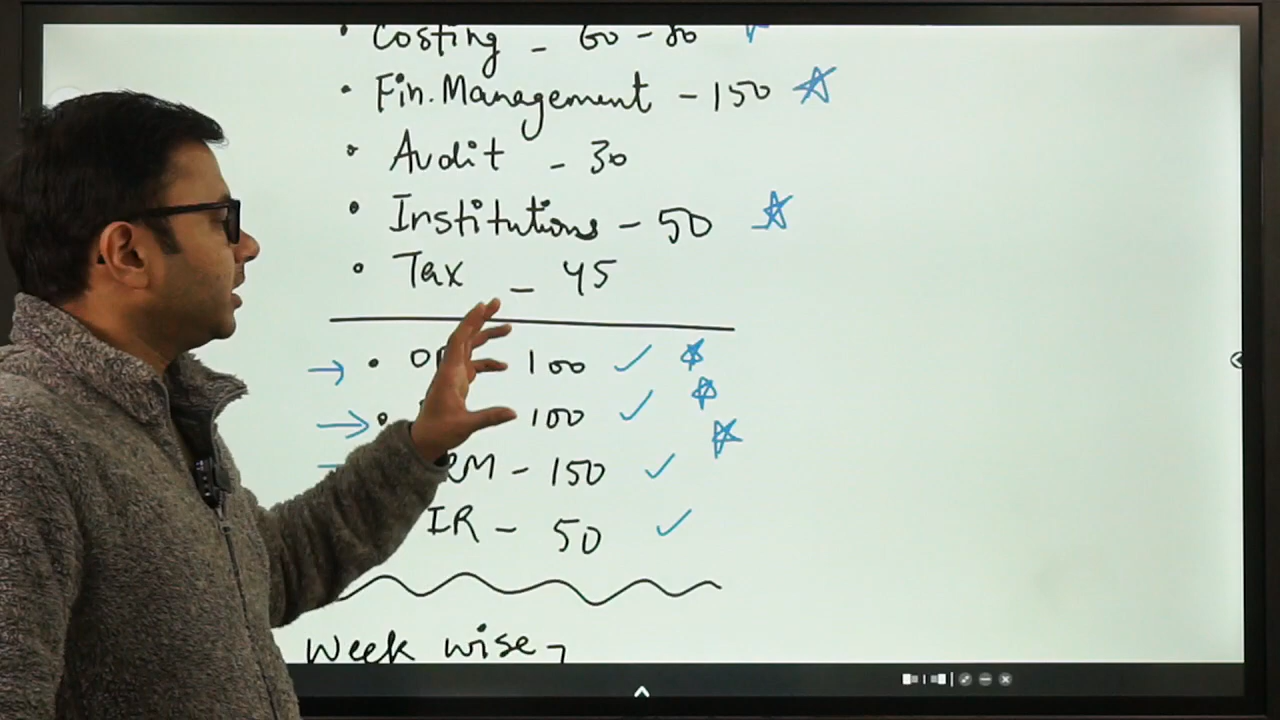 • Costing - 60 - 80
• Fin. Management - 150
• Audit - 30
• Institutions - 50
• Tax - 45
→ • 100 ✓
→ • 100 ✓
- 150 ✓
IR - 50 ✓
Week wise